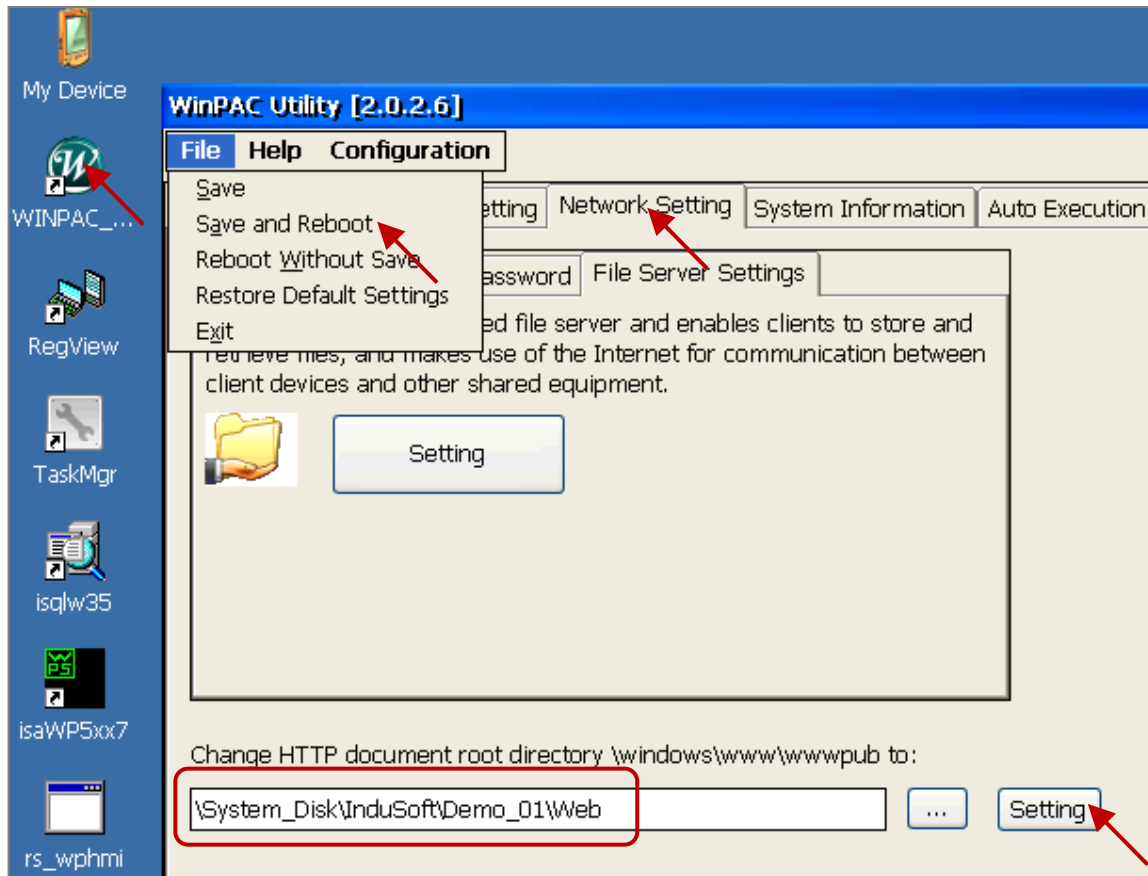 My Device
WINPAC_...
RegView
TaskMgr
isqlw35
isaWP5xx7
rs_wphmi
WinPAC Utility [2.0.2.6]
File Help Configuration
Save
Save and Reboot
Reboot Without Save
Restore Default Settings
Exit
etting Network Setting System Information Auto Execution
assword File Server Settings
ed file server and enables clients to store and
retrieve files, and makes use of the Internet for communication between
client devices and other shared equipment.
Setting
Change HTTP document root directory \windows\www\wwwpub to:
\System_Disk\InduSoft\Demo_01\Web ... Setting
W
WPS